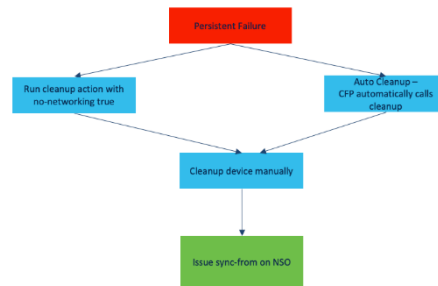 Persistent Failure
Run cleanup action with
no-networking true
Auto Cleanup –
CFP automatically calls
cleanup
Cleanup device manually
Issue sync-from on NSO